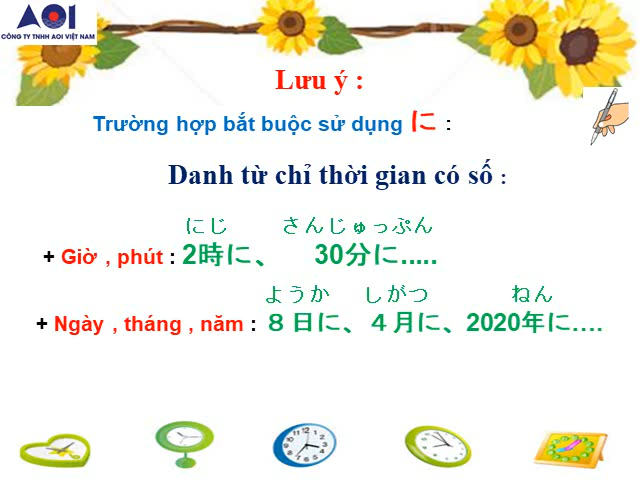 AOI
CÔNG TY TNHH AOI VIỆT NAM
Lưu ý :
Trường hợp bắt buộc sử dụng に :
Danh từ chỉ thời gian có số :
にじ さんじゅっぷん
+ Giờ , phút : 2時に、 30分に.....
ようか しがつ ねん
+ Ngày , tháng , năm : ８日に、４月に、2020年に….